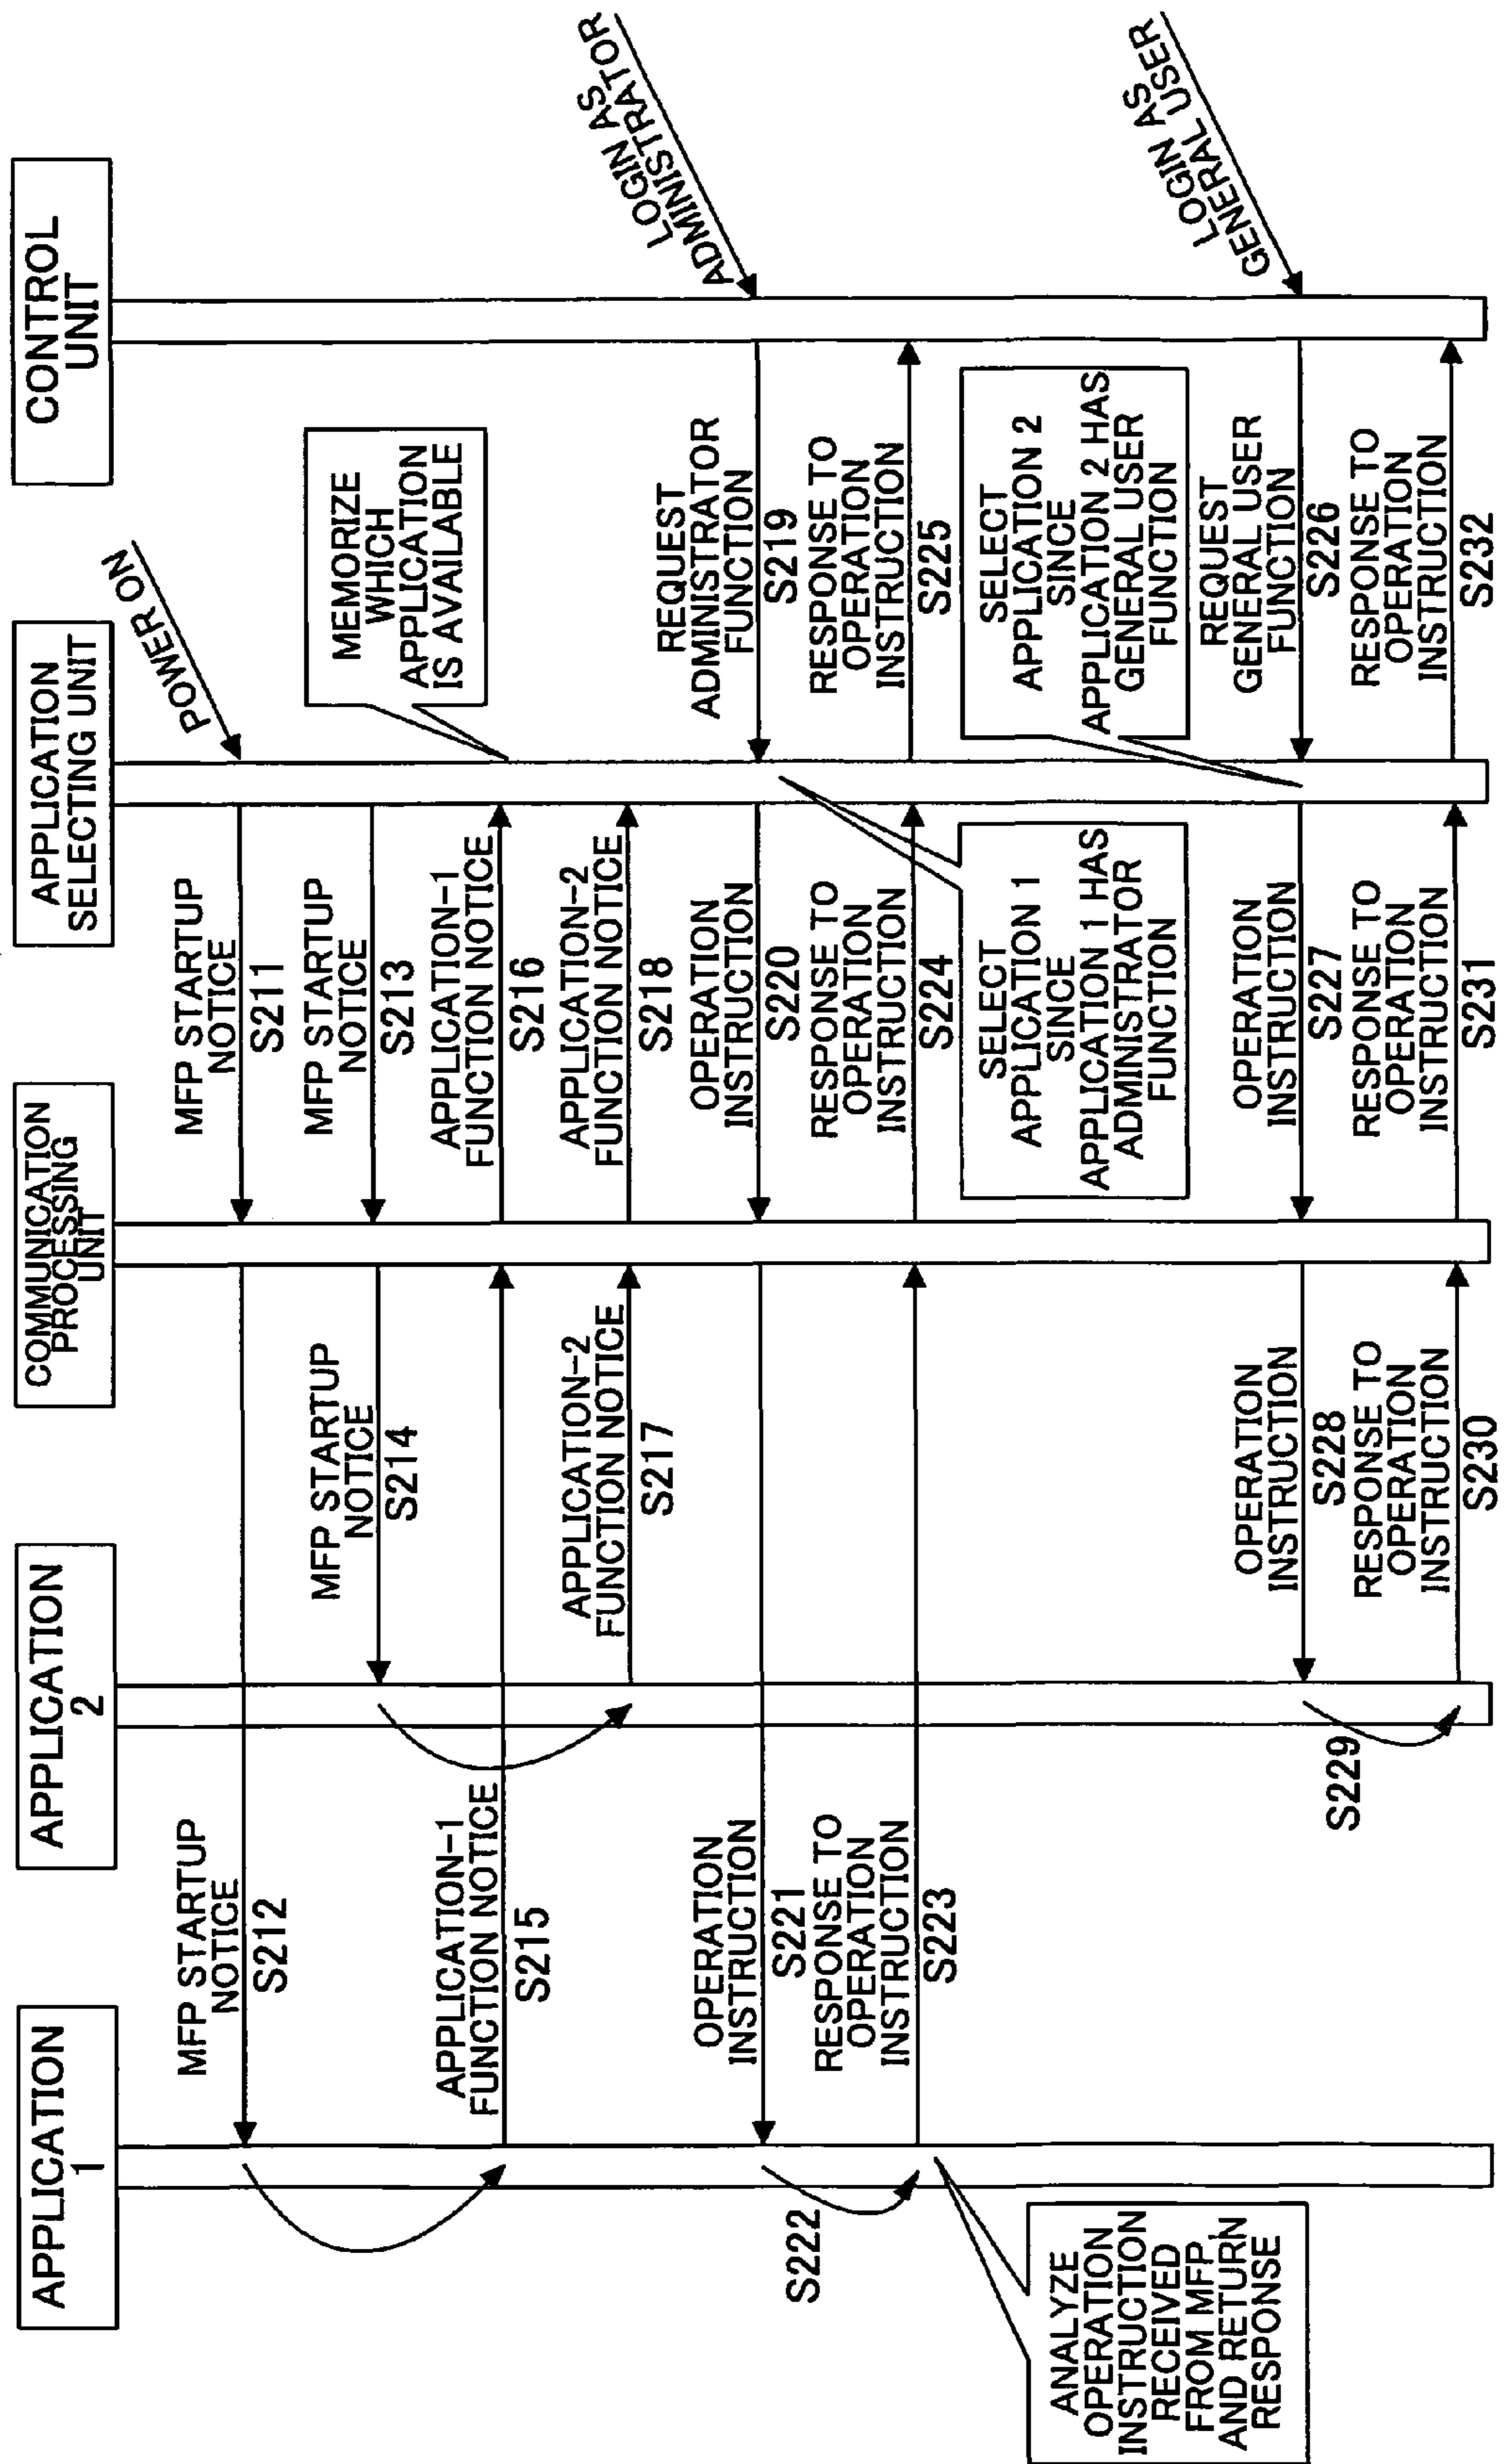 APPLICATION
1
APPLICATION
2
COMMUNICATION
PROCESSING
UNIT
APPLICATION
SELECTING UNIT
CONTROL
UNIT
POWER ON
MFP STARTUP
NOTICE
S212
MFP STARTUP
NOTICE
S211
MFP STARTUP
NOTICE
S214
MFP STARTUP
NOTICE
S213
MEMORIZE
WHICH
APPLICATION
IS AVAILABLE
APPLICATION-1
FUNCTION NOTICE
S215
APPLICATION-1
FUNCTION NOTICE
S216
APPLICATION-2
FUNCTION NOTICE
S217
APPLICATION-2
FUNCTION NOTICE
S218
LOGIN AS
ADMINISTRATOR
OPERATION
INSTRUCTION
S221
OPERATION
INSTRUCTION
S220
REQUEST
ADMINISTRATOR
FUNCTION
S219
S222
RESPONSE TO
OPERATION
INSTRUCTION
S223
RESPONSE TO
OPERATION
INSTRUCTION
S224
RESPONSE TO
OPERATION
INSTRUCTION
S225
ANALYZE
OPERATION
INSTRUCTION
RECEIVED
FROM MFP,
AND RETURN
RESPONSE
SELECT
APPLICATION 1
SINCE
APPLICATION 1 HAS
ADMINISTRATOR
FUNCTION
SELECT
APPLICATION 2
SINCE
APPLICATION 2 HAS
GENERAL USER
FUNCTION
LOGIN AS
GENERAL USER
OPERATION
INSTRUCTION
S228
OPERATION
INSTRUCTION
S227
REQUEST
GENERAL USER
FUNCTION
S226
S229
RESPONSE TO
OPERATION
INSTRUCTION
S230
RESPONSE TO
OPERATION
INSTRUCTION
S231
RESPONSE TO
OPERATION
INSTRUCTION
S232